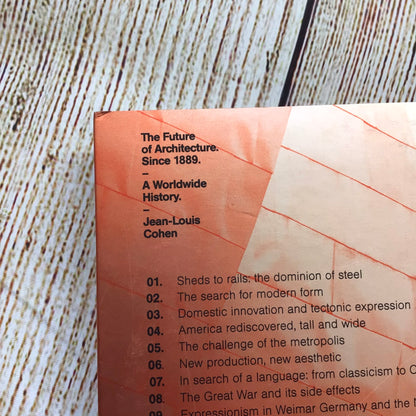 The Future
of Architecture.
Since 1889.
–
A Worldwide
History.
–
Jean-Louis
Cohen
01. Sheds to rails: the dominion of steel
02. The search for modern form
03. Domestic innovation and tectonic expression
04. America rediscovered, tall and wide
05. The challenge of the metropolis
06. New production, new aesthetic
07. In search of a language: from classicism to
08. The Great War and its side effects
09. Expressionism in Weimar Germany and the